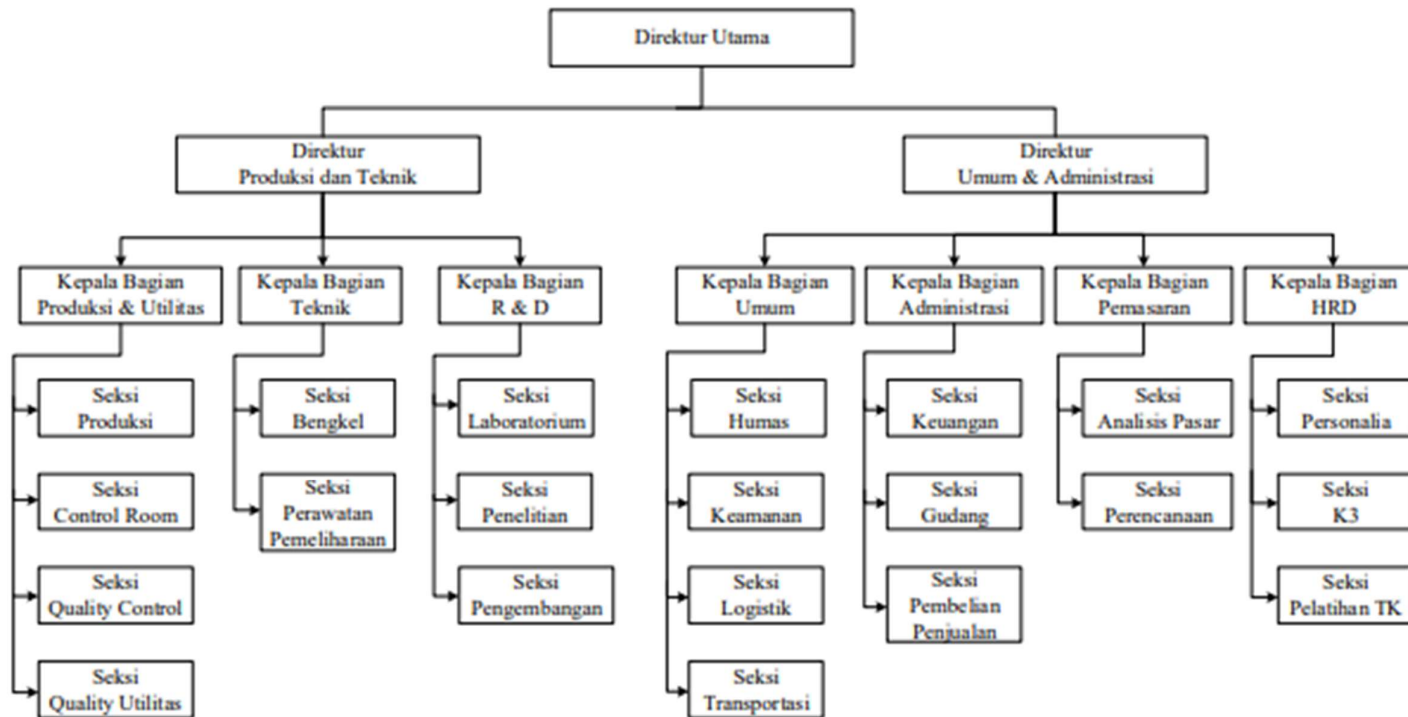 Direktur Utama
Direktur
Produksi dan Teknik
Direktur
Umum & Administrasi
Kepala Bagian
Produksi & Utilitas
Kepala Bagian
Teknik
Kepala Bagian
R & D
Kepala Bagian
Umum
Kepala Bagian
Administrasi
Kepala Bagian
Pemasaran
Kepala Bagian
HRD
Seksi
Produksi
Seksi
Bengkel
Seksi
Laboratorium
Seksi
Humas
Seksi
Keuangan
Seksi
Analisis Pasar
Seksi
Personalia
Seksi
Control Room
Seksi
Perawatan
Pemeliharaan
Seksi
Penelitian
Seksi
Keamanan
Seksi
Gudang
Seksi
Perencanaan
Seksi
K3
Seksi
Quality Control
Seksi
Pengembangan
Seksi
Logistik
Seksi
Pembelian
Penjualan
Seksi
Pelatihan TK
Seksi
Quality Utilitas
Seksi
Transportasi